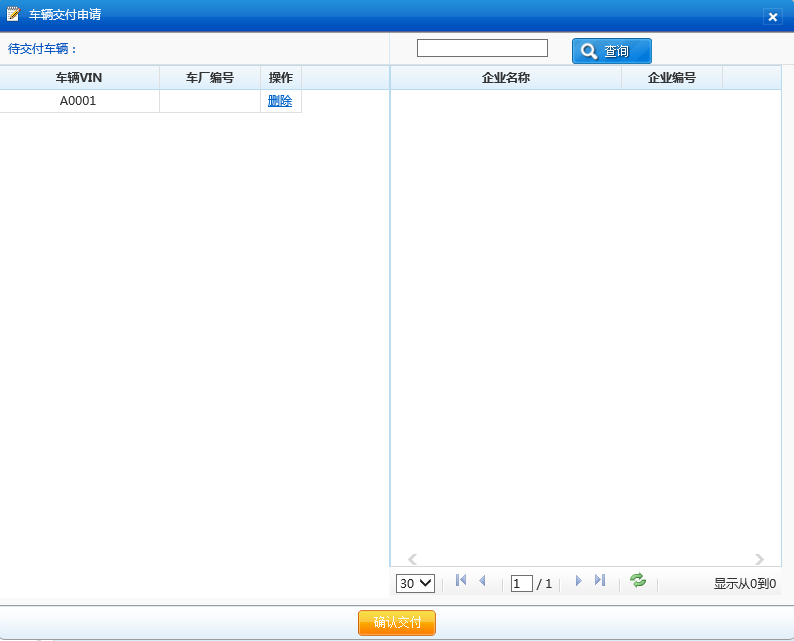 车辆交付申请
待交付车辆：
查询
车辆VIN 车厂编号 操作
A0001 删除
企业名称 企业编号
30 1 / 1 显示从0到0
确认交付